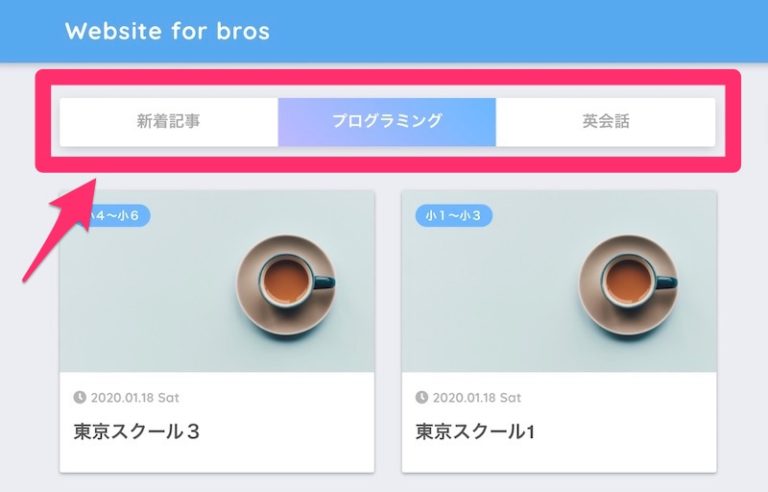 Website for bros
新着記事 プログラミング 英会話
小4〜小6 小1〜小3
2020.01.18 Sat 2020.01.18 Sat
東京スクール3 東京スクール1